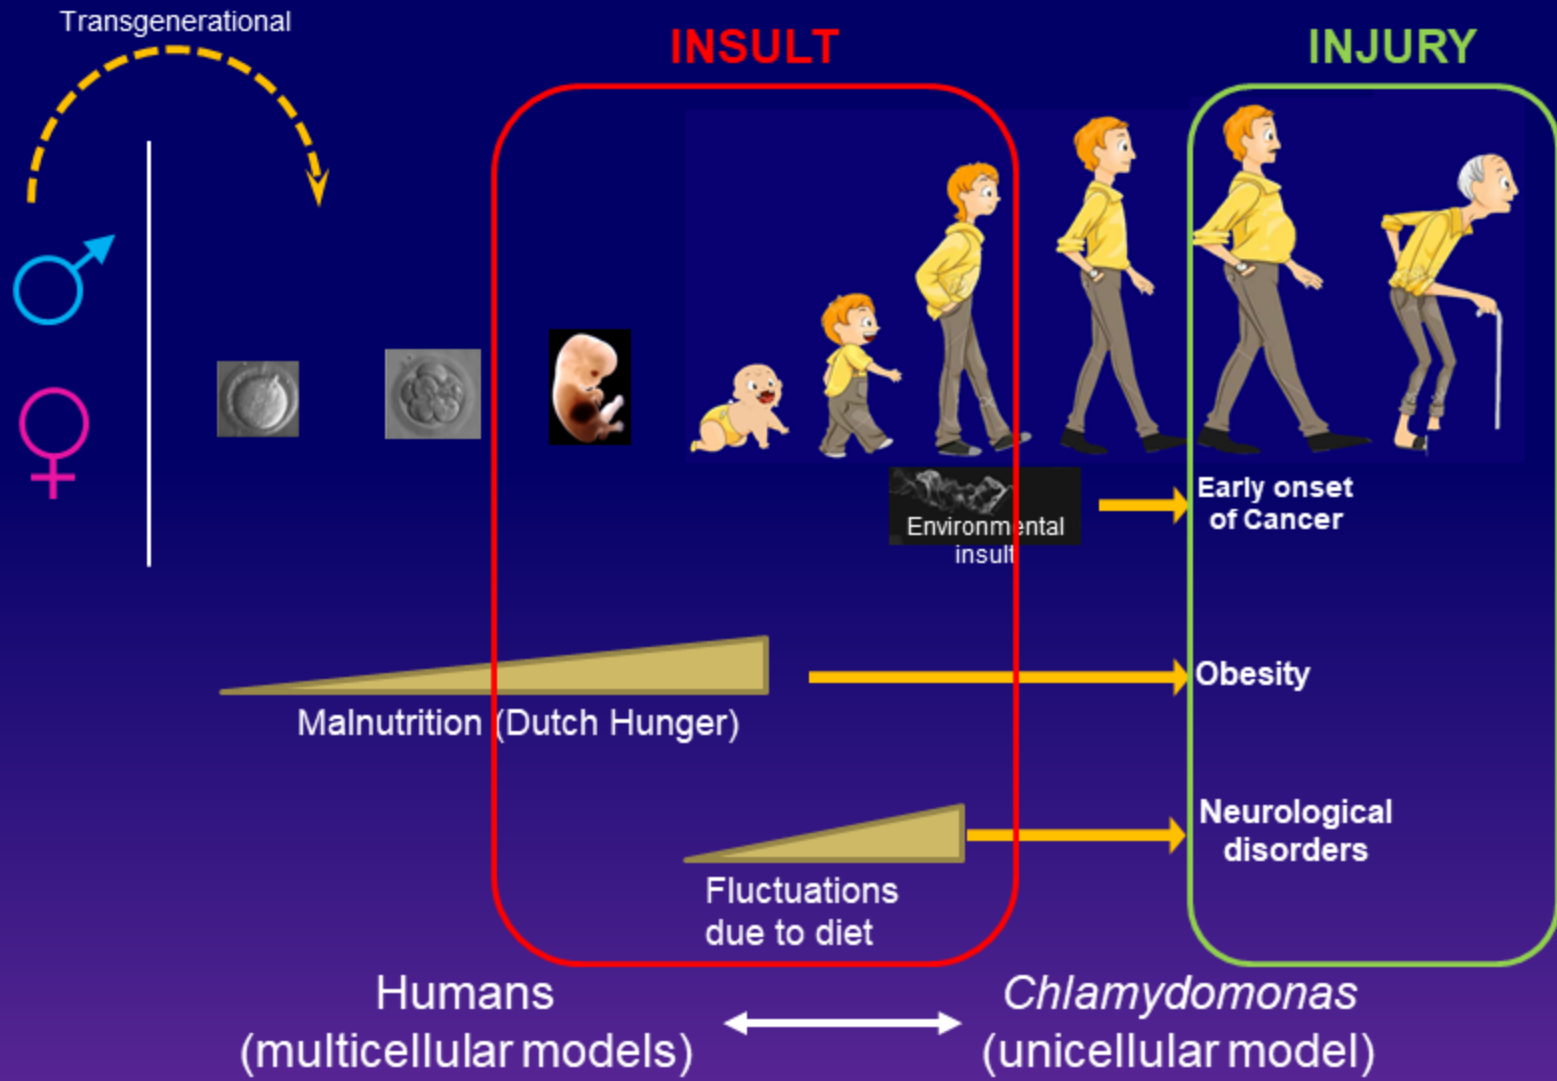 Transgenerational
INSULT
INJURY
Environmental
insult
Early onset
of Cancer
Malnutrition (Dutch Hunger)
Obesity
Fluctuations
due to diet
Neurological
disorders
Humans
(multicellular models)
Chlamydomonas
(unicellular model)